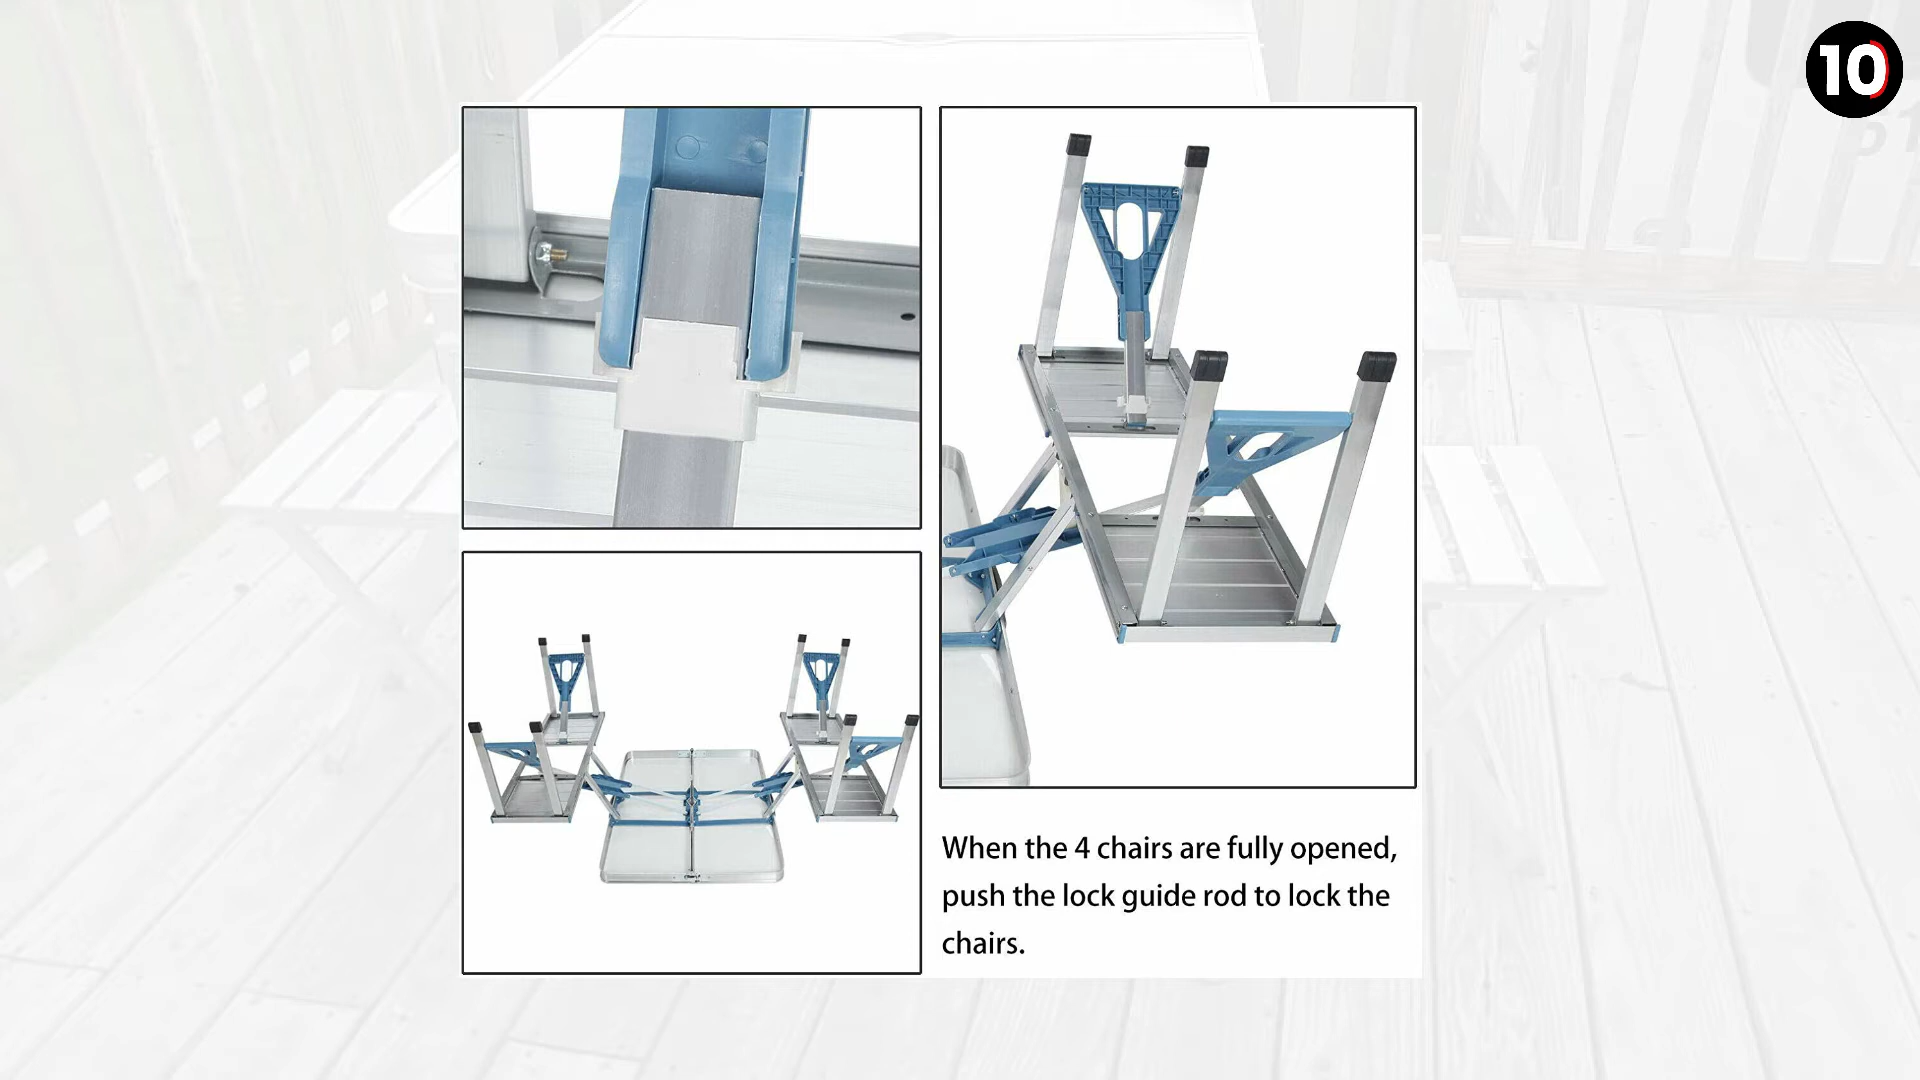 10
When the 4 chairs are fully opened,
push the lock guide rod to lock the
chairs.